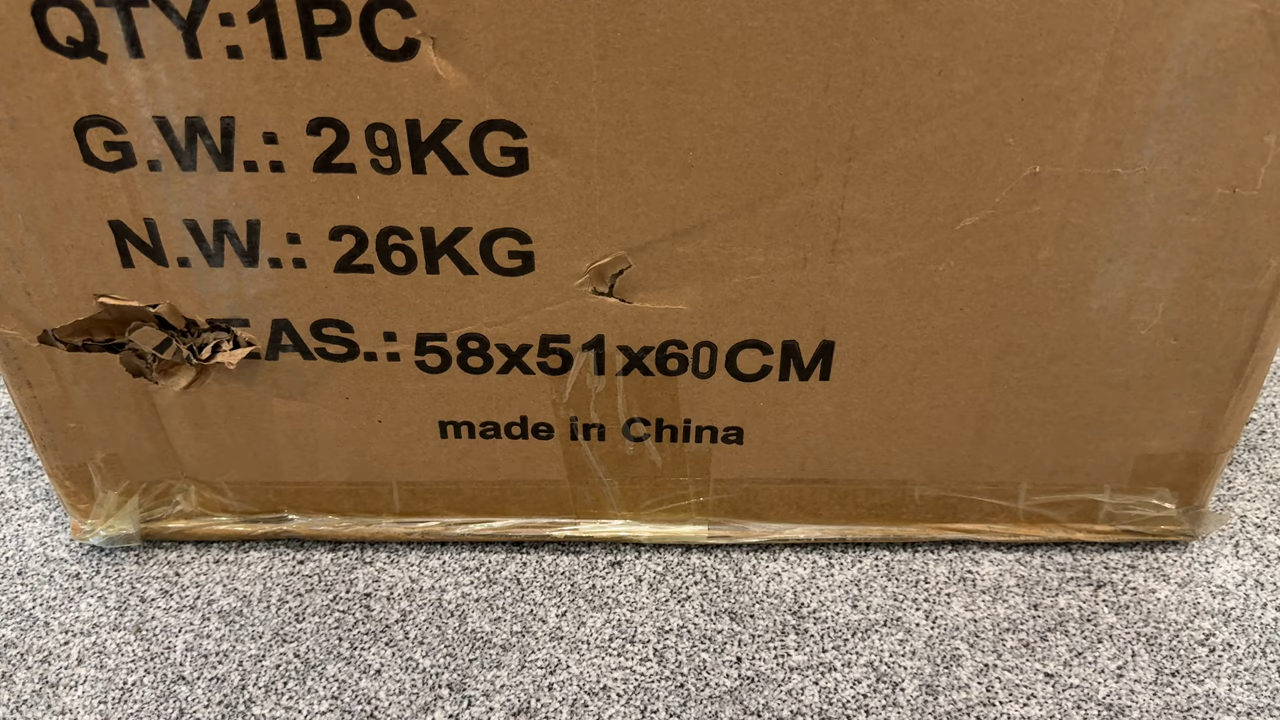 QTY:1PC
G.W.: 29KG
N.W.: 26KG
EAS.: 58x51x60CM
made in China